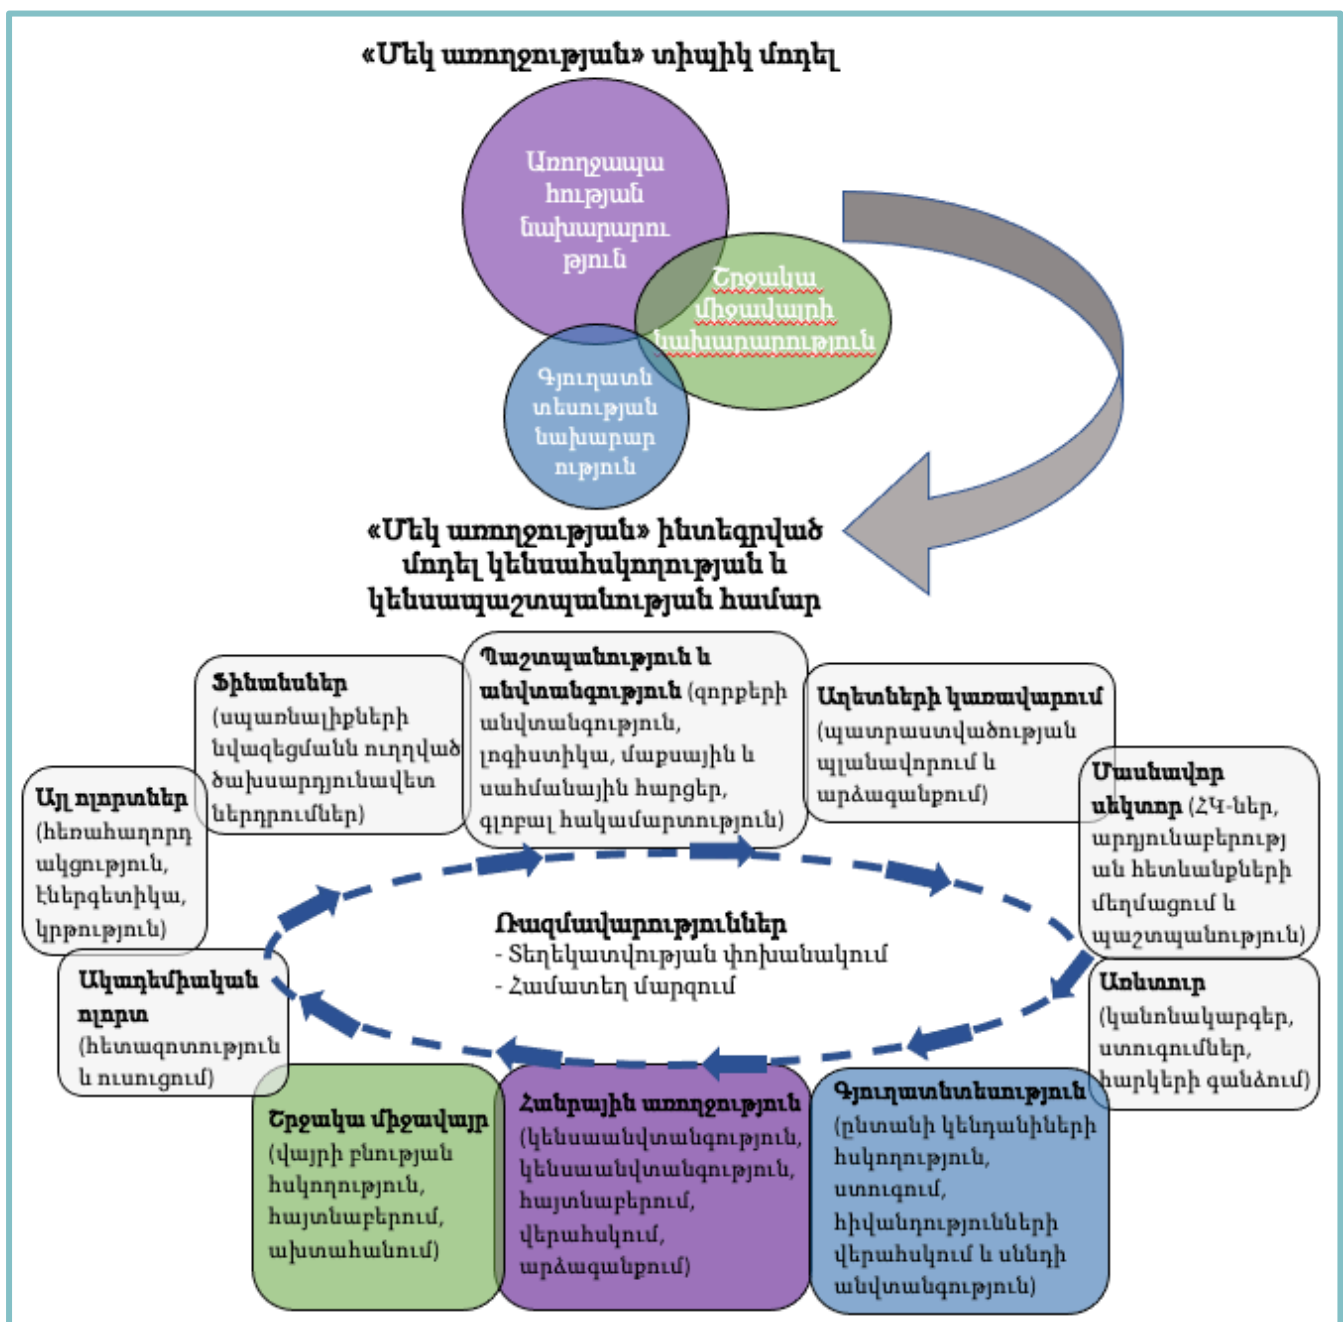 «Մեկ առողջության» տիպիկ մոդել
Առողջապա
հության
նախարարու
թյուն
Շրջակա
միջավայրի
նախարարություն
Գյուղատն
տեսության
նախարար
ություն
«Մեկ առողջության» ինտեգրված
մոդել կենսահսկողության և
կենսապաշտպանության համար
Այլ ոլորտներ
(հեռահաղորդ
ակցություն,
էներգետիկա,
կրթություն)
Ֆինանսներ
(սպառնալիքների
նվազեցմանն ուղղված
ծախսարդյունավետ
ներդրումներ)
Պաշտպանություն և
անվտանգություն (զորքերի
անվտանգություն,
լոգիստիկա, մաքսային և
սահմանային հարցեր,
գլոբալ հակամարտություն)
Աղետների կառավարում
(պատրաստվածության
պլանավորում և
արձագանքում)
Մասնավոր
սեկտոր (ՀԿ-ներ,
արդյունաբերությ
ան հետևանքների
մեղմացում և
պաշտպանություն)
Առևտուր
(կանոնակարգեր,
ստուգումներ,
հարկերի գանձում)
Ռազմավարություններ
- Տեղեկատվության փոխանակում
- Համատեղ մարզում
Ակադեմիական
ոլորտ
(հետազոտություն
և ուսուցում)
Շրջակա միջավայր
(վայրի բնության
հսկողություն,
հայտնաբերում,
ախտահանում)
Հանրային առողջություն
(կենսաանվտանգություն,
կենսաանվտանգություն,
հայտնաբերում,
վերահսկում,
արձագանքում)
Գյուղատնտեսություն
(ընտանի կենդանիների
հսկողություն,
ստուգում,
հիվանդությունների
վերահսկում և սննդի
անվտանգություն)